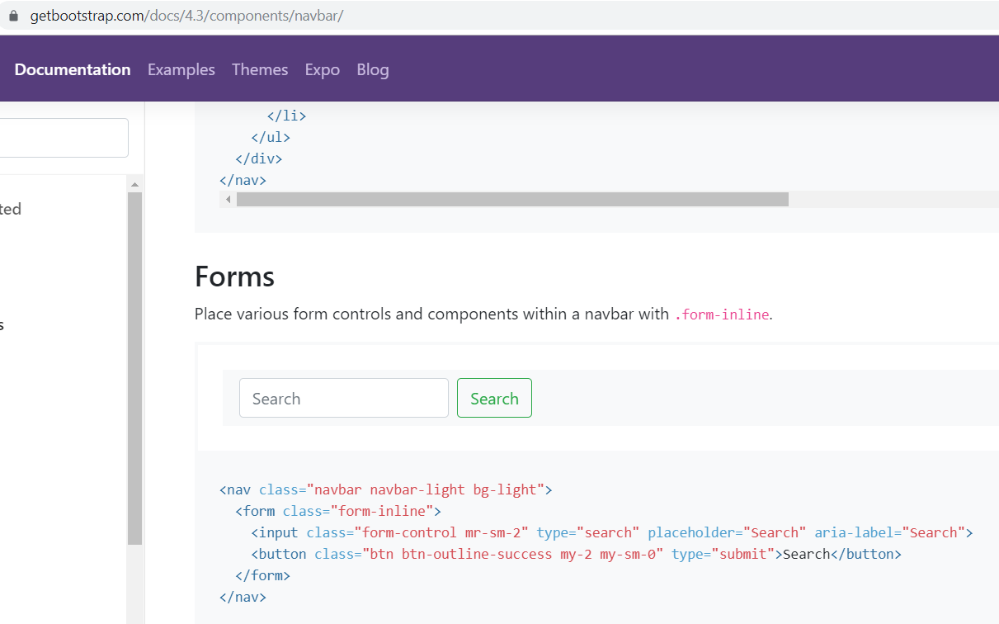 getbootstrap.com/docs/4.3/components/navbar/
Documentation Examples Themes Expo Blog
</li>
</ul>
</div>
</nav>
ted
s
Forms
Place various form controls and components within a navbar with .form-inline.
Search Search
<nav class="navbar navbar-light bg-light">
<form class="form-inline">
<input class="form-control mr-sm-2" type="search" placeholder="Search" aria-label="Search">
<button class="btn btn-outline-success my-2 my-sm-0" type="submit">Search</button>
</form>
</nav>